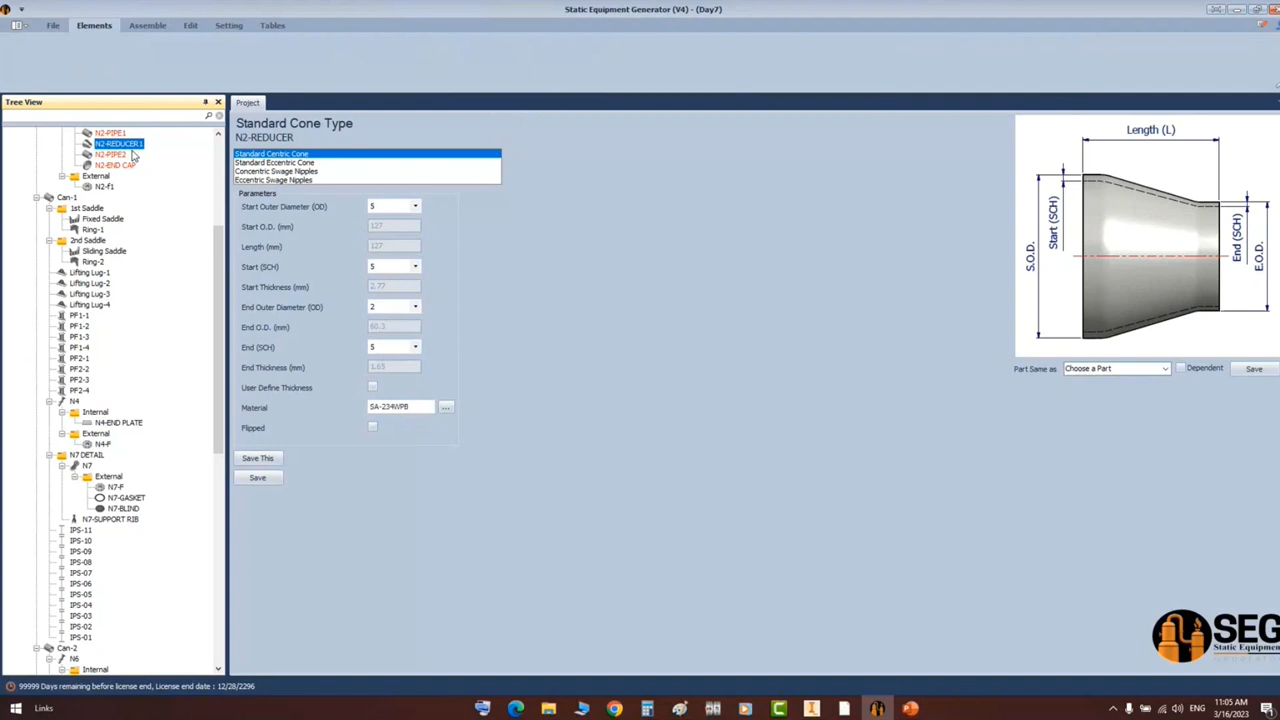 Static Equipment Generator (V4) - (Day7)
File Elements Assemble Edit Setting Tables
Tree View
Project
Standard Cone Type
N2-REDUCER
Standard Centric Cone
Standard Eccentric Cone
Concentric Swage Nipples
Eccentric Swage Nipples
Parameters
Start Outer Diameter (OD) 5
Start O.D. (mm) 127
Length (mm) 127
Start (SCH) 5
Start Thickness (mm) 2.77
End Outer Diameter (OD) 2
End O.D. (mm) 60.3
End (SCH) 5
End Thickness (mm) 1.65
User Define Thickness
Material SA-234WPB ...
Flipped
Save This
Save
N2-PIPE1
N2-REDUCER1
N2-PIPE2
N2-END CAP
External
N2-f1
Can-1
1st Saddle
Fixed Saddle
Ring-1
2nd Saddle
Sliding Saddle
Ring-2
Lifting Lug-1
Lifting Lug-2
Lifting Lug-3
Lifting Lug-4
PF1-1
PF1-2
PF1-3
PF1-4
PF2-1
PF2-2
PF2-3
PF2-4
N4
Internal
N4-END PLATE
External
N4-F
N7 DETAIL
N7
External
N7-F
N7-GASKET
N7-BLIND
N7-SUPPORT RIB
IPS-11
IPS-10
IPS-09
IPS-08
IPS-07
IPS-06
IPS-05
IPS-04
IPS-03
IPS-02
IPS-01
Can-2
N6
Internal
Length (L)
S.O.D.
Start (SCH)
End (SCH)
E.O.D.
Part Same as Choose a Part Dependent Save
SEG
Static Equipme
99999 Days remaining before license end, License end date : 12/28/2296
Links
ENG
11:05 AM
3/16/2023